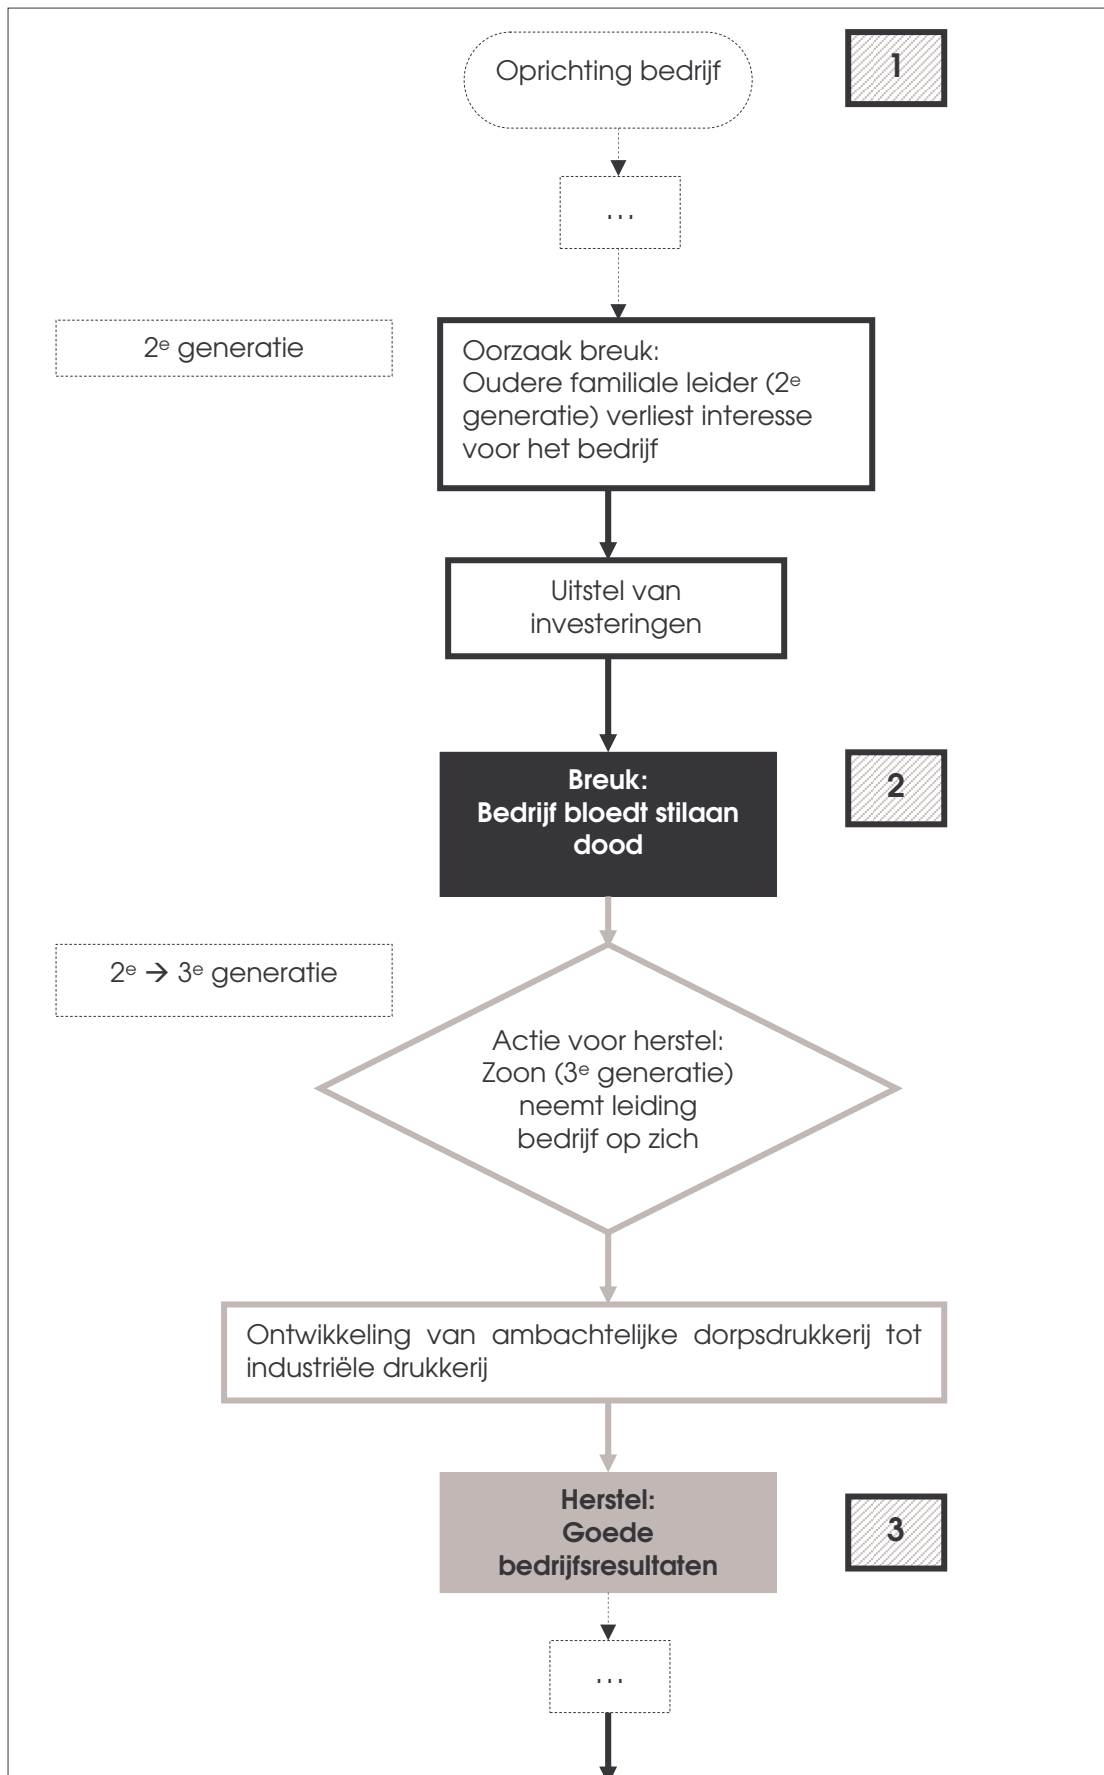 Oprichting bedrijf
1
…
2e generatie
Oorzaak breuk:
Oudere familiale leider (2e
generatie) verliest interesse
voor het bedrijf
Uitstel van
investeringen
Breuk:
Bedrijf bloedt stilaan
dood
2
2e → 3e generatie
Actie voor herstel:
Zoon (3e generatie)
neemt leiding
bedrijf op zich
Ontwikkeling van ambachtelijke dorpsdrukkerij tot
industriële drukkerij
Herstel:
Goede
bedrijfsresultaten
3
…